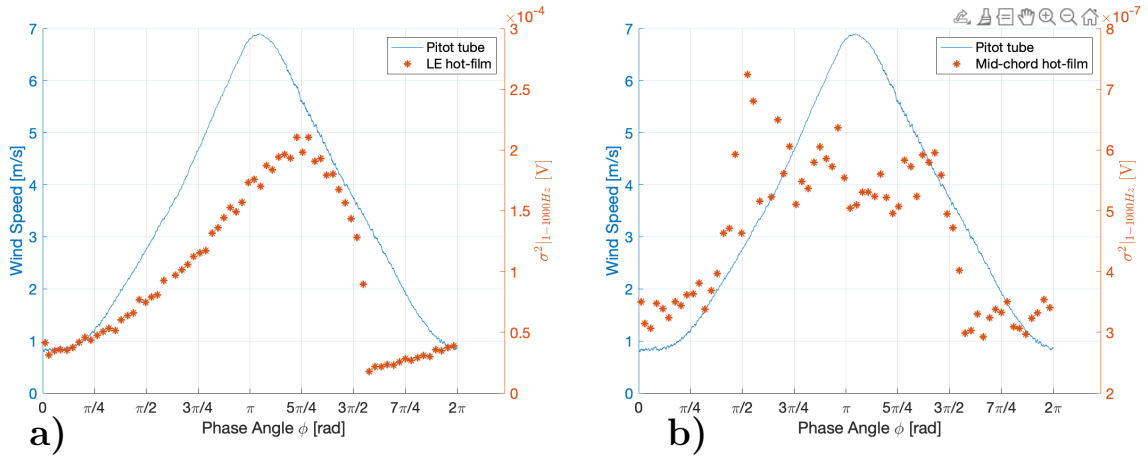 ×10⁻⁴
7
6
5
4
3
2
1
0
Wind Speed [m/s]
Pitot tube
LE hot-film
3
2.5
2
1.5
1
0.5
0
σ²|1−1000Hz [V]
0 π/4 π/2 3π/4 π 5π/4 3π/2 7π/4 2π
Phase Angle ϕ [rad]
a)
×10⁻⁷
7
6
5
4
3
2
1
0
Wind Speed [m/s]
Pitot tube
Mid-chord hot-film
8
7
6
5
4
3
2
σ²|1−1000Hz [V]
0 π/4 π/2 3π/4 π 5π/4 3π/2 7π/4 2π
Phase Angle ϕ [rad]
b)